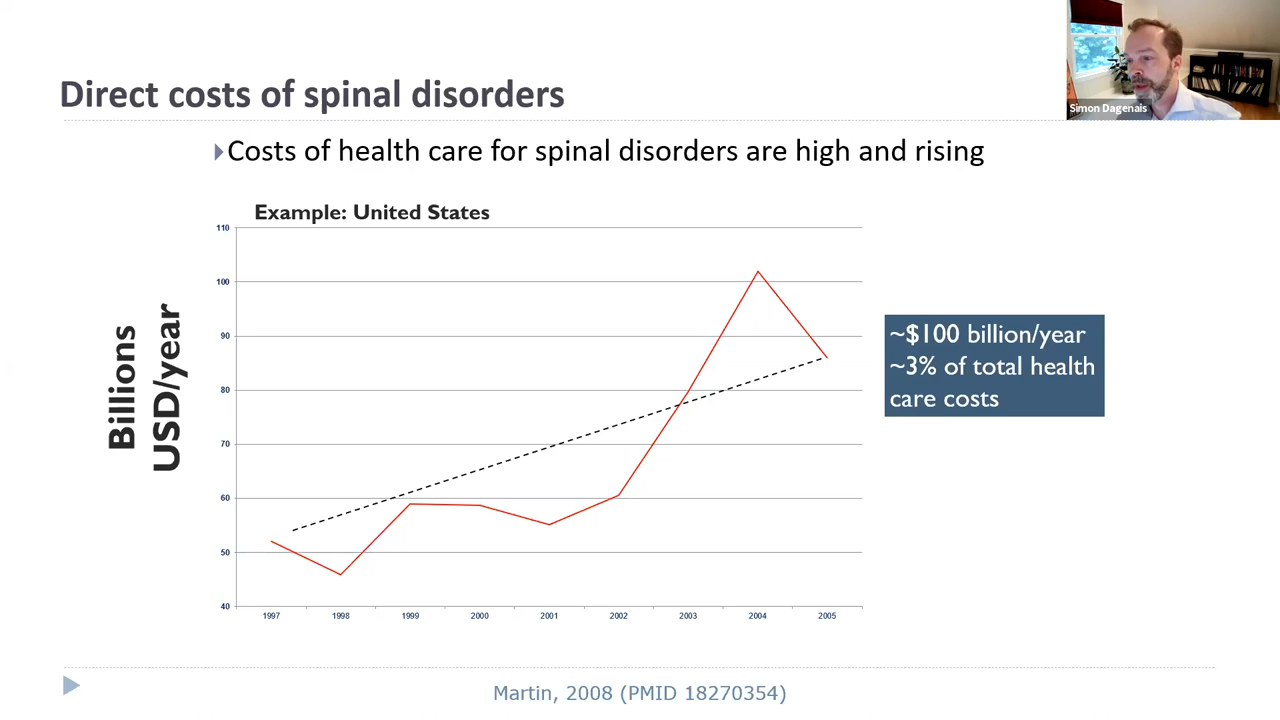 Simon Dagenais
Direct costs of spinal disorders
Costs of health care for spinal disorders are high and rising
Example: United States
Billions
USD/year
110
100
90
80
70
60
50
40
1997 1998 1999 2000 2001 2002 2003 2004 2005
~$100 billion/year
~3% of total health
care costs
Martin, 2008 (PMID 18270354)